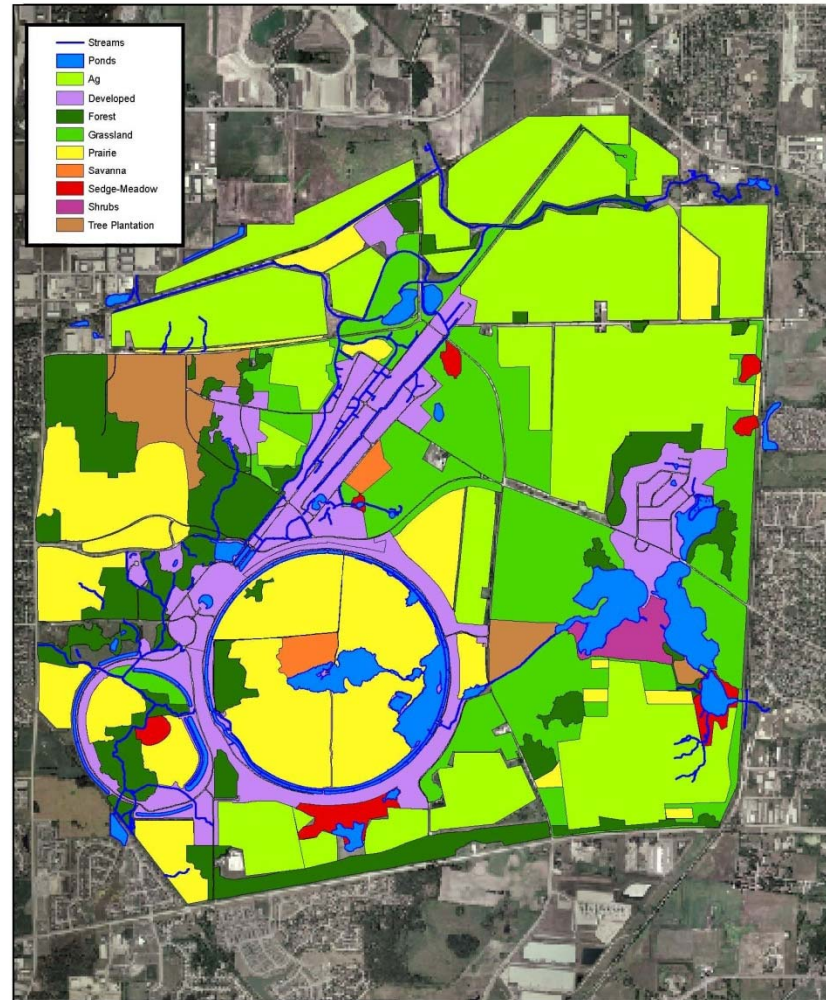 Streams
Ponds
Ag
Developed
Forest
Grassland
Prairie
Savanna
Sedge-Meadow
Shrubs
Tree Plantation